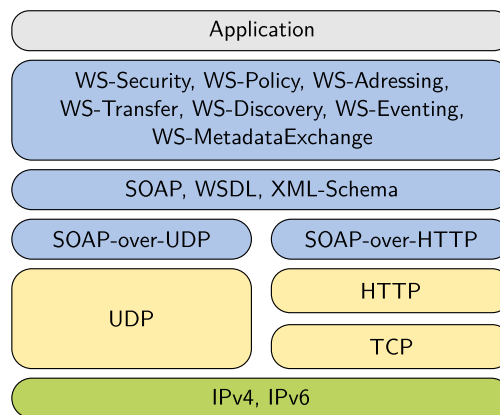 Application
WS-Security, WS-Policy, WS-Adressing,
WS-Transfer, WS-Discovery, WS-Eventing,
WS-MetadataExchange
SOAP, WSDL, XML-Schema
SOAP-over-UDP
SOAP-over-HTTP
UDP
HTTP
TCP
IPv4, IPv6